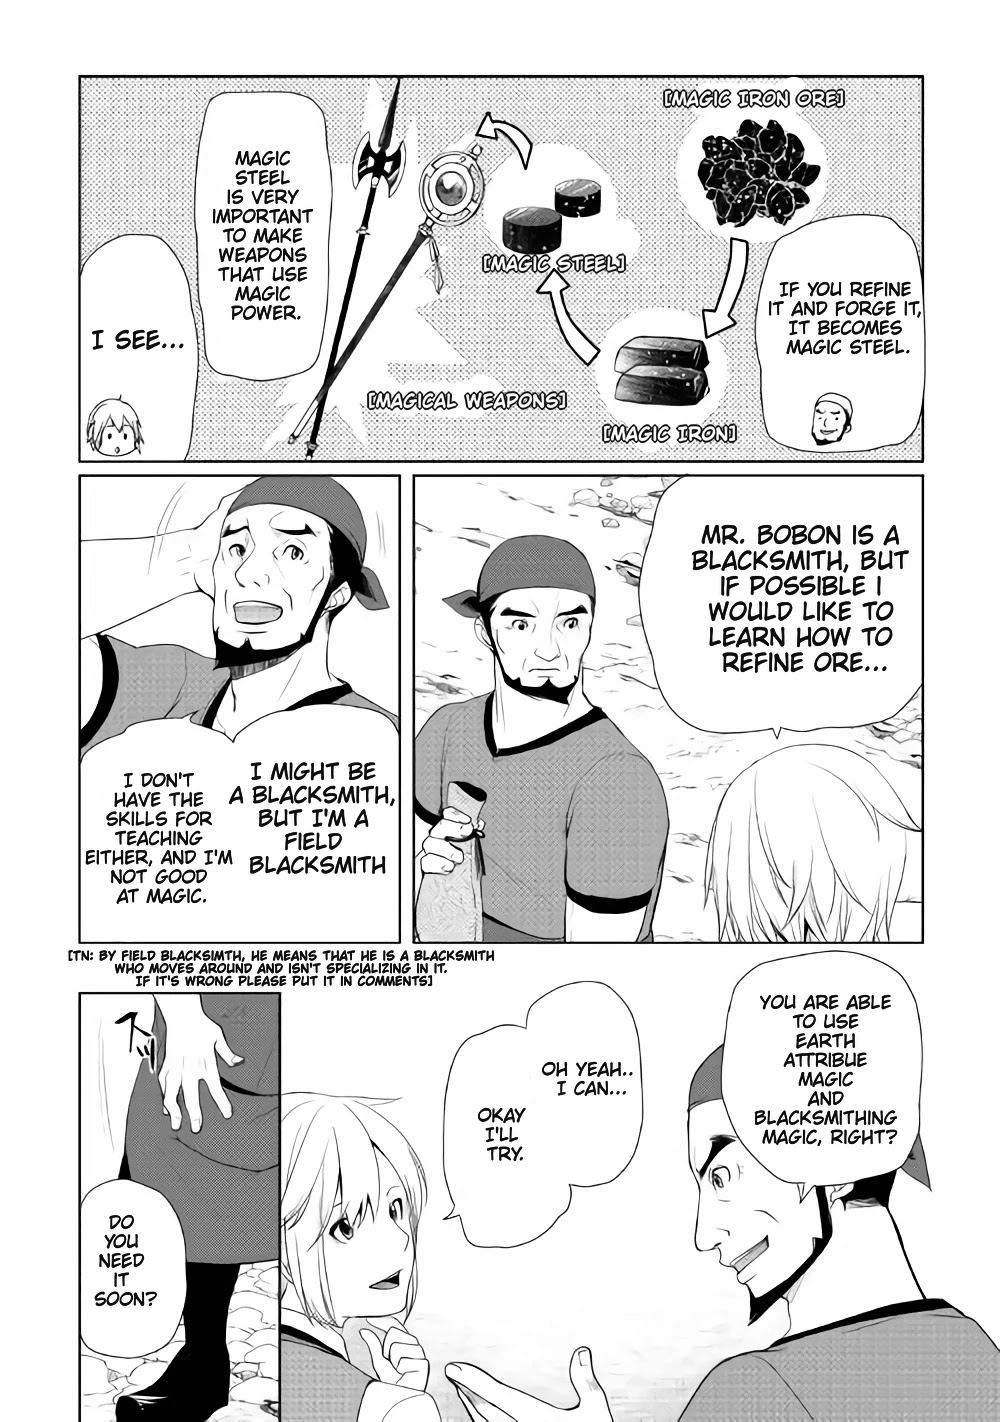 [MAGIC IRON ORE]
IF YOU REFINE
IT AND FORGE IT,
IT BECOMES
MAGIC STEEL.
[MAGIC STEEL]
[MAGIC IRON]
[MAGICAL WEAPONS]
MAGIC
STEEL
IS VERY
IMPORTANT
TO MAKE
WEAPONS
THAT USE
MAGIC
POWER.
I SEE...
MR. BOBON IS A
BLACKSMITH, BUT
IF POSSIBLE I
WOULD LIKE TO
LEARN HOW TO
REFINE ORE...
I MIGHT BE
A BLACKSMITH,
BUT I'M A
FIELD
BLACKSMITH
I DON'T
HAVE THE
SKILLS FOR
TEACHING
EITHER, AND I'M
NOT GOOD
AT MAGIC.
[TN: BY FIELD BLACKSIMTH, HE MEANS THAT HE IS A BLACKSMITH
WHO MOVES AROUND AND ISN'T SPECIALIZING IN IT.
IF IT'S WRONG PLEASE PUT IT IN COMMENTS]
YOU ARE ABLE
TO USE
EARTH
ATTRIBUE
MAGIC
AND
BLACKSMITHING
MAGIC, RIGHT?
OH YEAH..
I CAN...
OKAY
I'LL
TRY.
DO
YOU
NEED
IT
SOON?